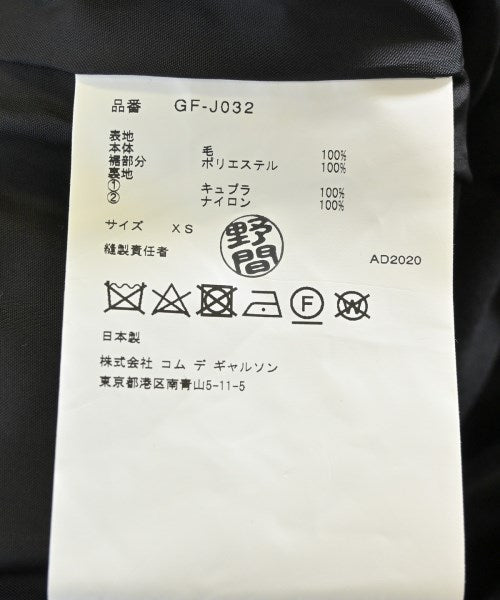 品番 GF-J032
表地
本体 毛 100%
裾部分 ポリエステル 100%
裏地
① キュプラ 100%
② ナイロン 100%
サイズ XS
野間
縫製責任者 AD2020
F W
日本製
株式会社 コム デ ギャルソン
東京都港区南青山5-11-5